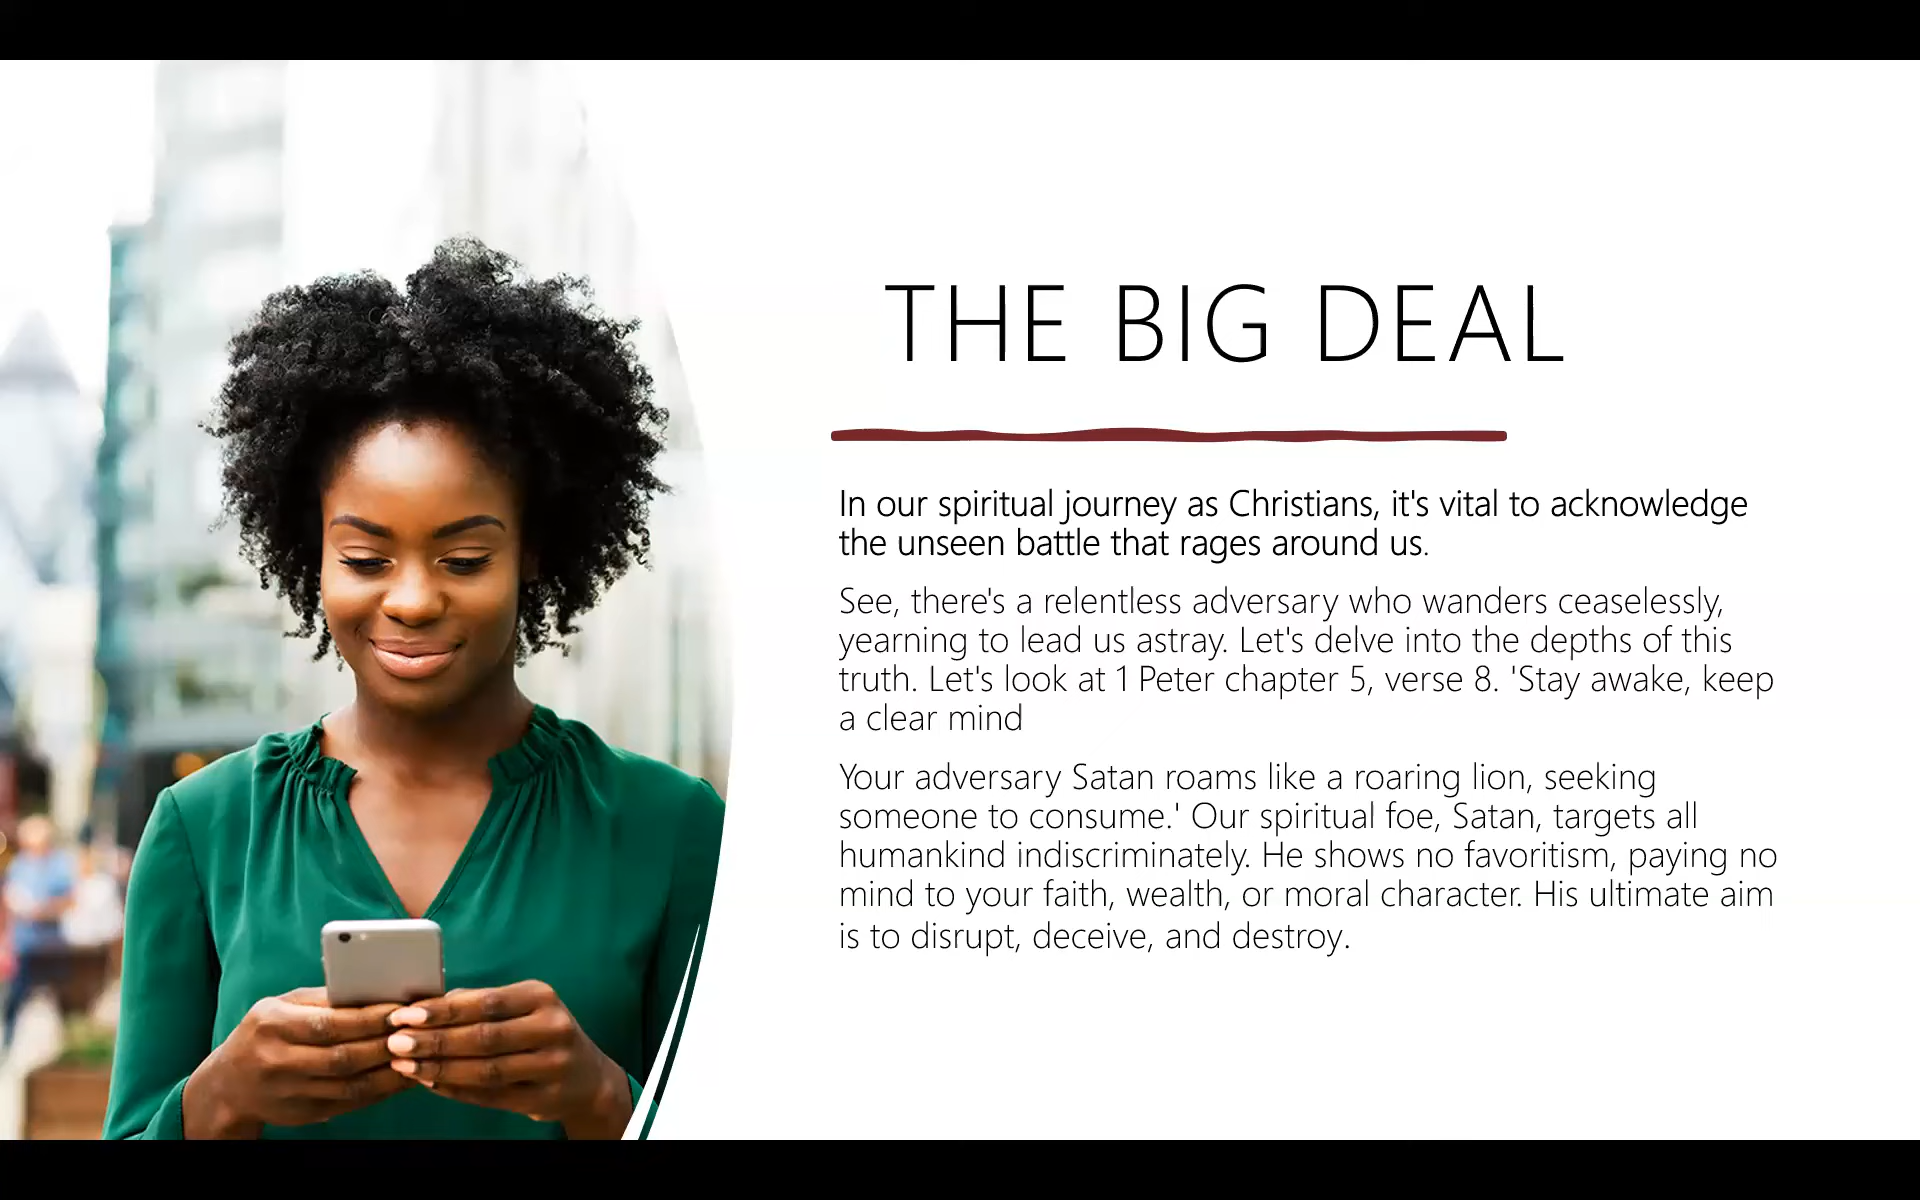 THE BIG DEAL
In our spiritual journey as Christians, it's vital to acknowledge
the unseen battle that rages around us.
See, there's a relentless adversary who wanders ceaselessly,
yearning to lead us astray. Let's delve into the depths of this
truth. Let's look at 1 Peter chapter 5, verse 8. 'Stay awake, keep
a clear mind
Your adversary Satan roams like a roaring lion, seeking
someone to consume.' Our spiritual foe, Satan, targets all
humankind indiscriminately. He shows no favoritism, paying no
mind to your faith, wealth, or moral character. His ultimate aim
is to disrupt, deceive, and destroy.